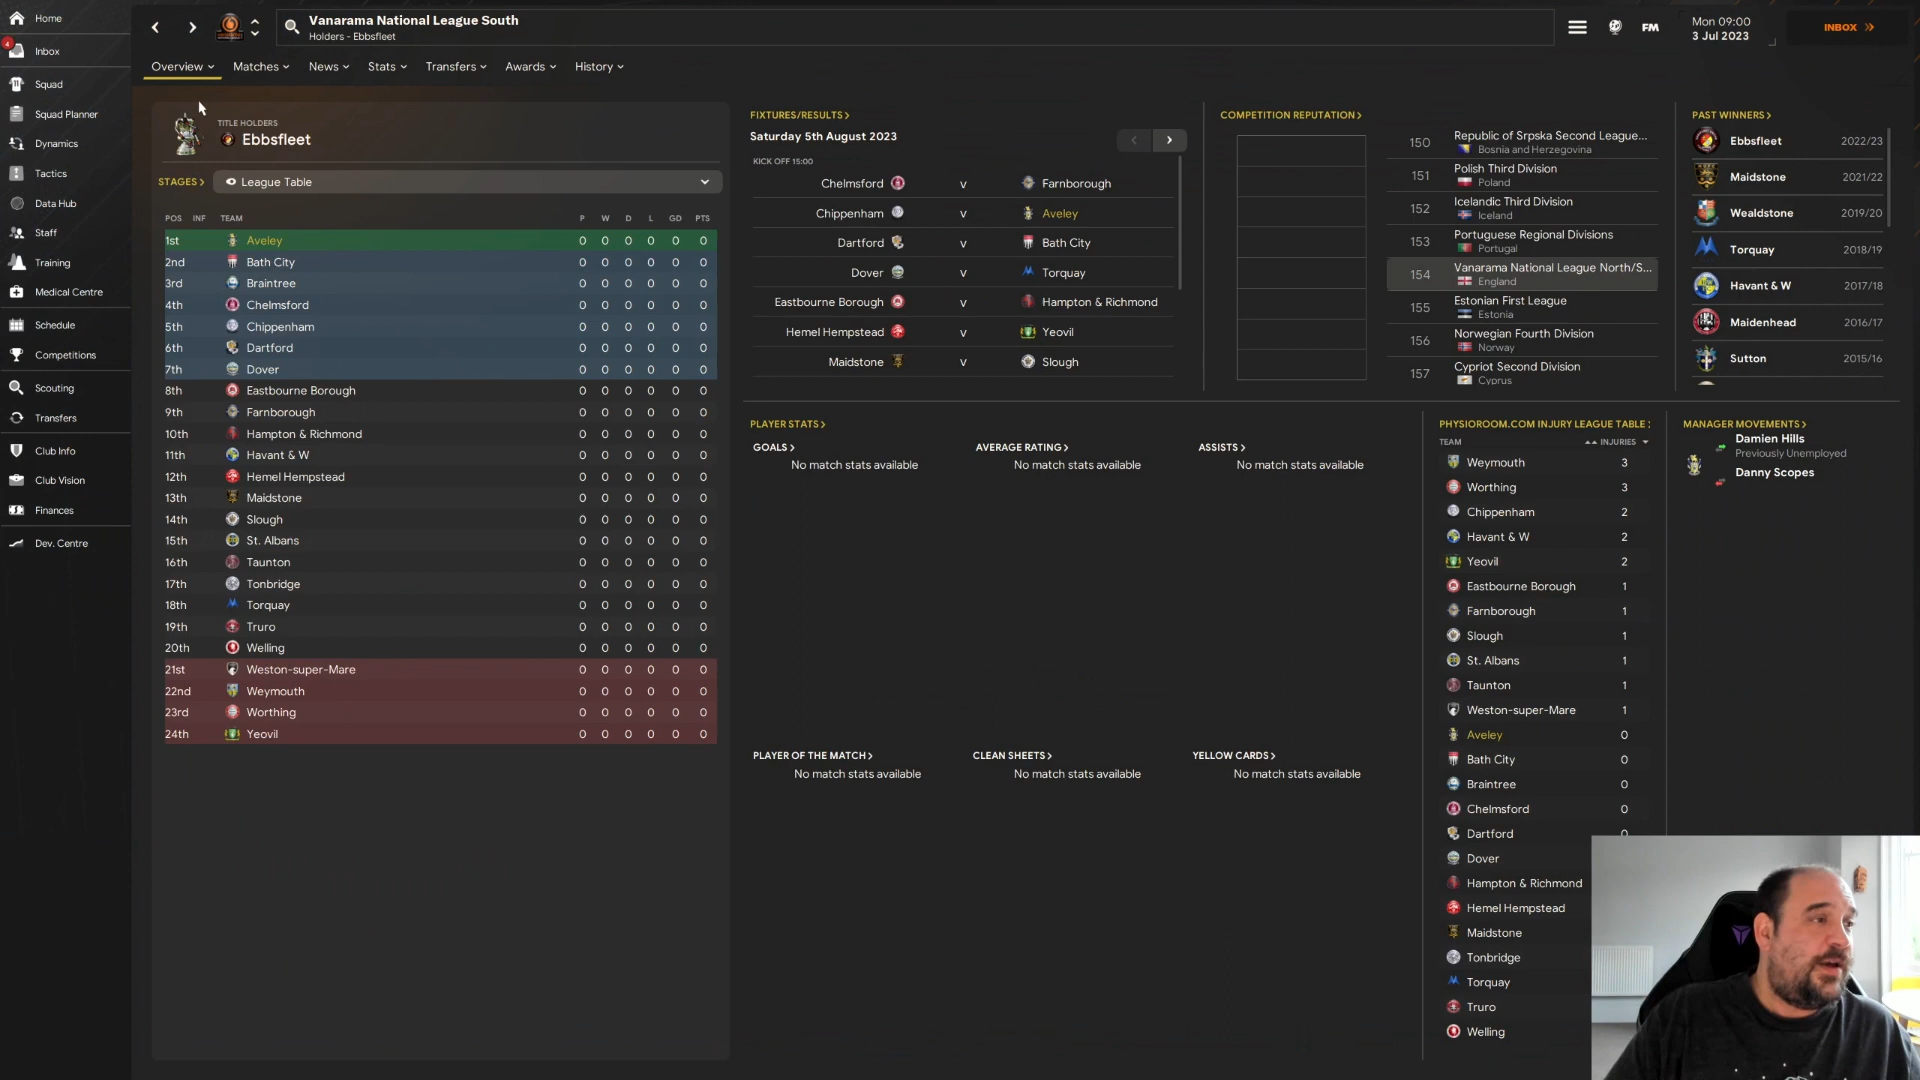 Home
4
Inbox
Squad
Squad Planner
Dynamics
Tactics
Data Hub
Staff
Training
Medical Centre
Schedule
Competitions
Scouting
Transfers
Club Info
Club Vision
Finances
Dev. Centre
Vanarama National League South
Holders - Ebbsfleet
FM
Mon 09:00
3 Jul 2023
INBOX
Overview
Matches
News
Stats
Transfers
Awards
History
TITLE HOLDERS
Ebbsfleet
STAGES
League Table
POS INF TEAM P W D L GD PTS
1st Aveley 0 0 0 0 0 0
2nd Bath City 0 0 0 0 0 0
3rd Braintree 0 0 0 0 0 0
4th Chelmsford 0 0 0 0 0 0
5th Chippenham 0 0 0 0 0 0
6th Dartford 0 0 0 0 0 0
7th Dover 0 0 0 0 0 0
8th Eastbourne Borough 0 0 0 0 0 0
9th Farnborough 0 0 0 0 0 0
10th Hampton & Richmond 0 0 0 0 0 0
11th Havant & W 0 0 0 0 0 0
12th Hemel Hempstead 0 0 0 0 0 0
13th Maidstone 0 0 0 0 0 0
14th Slough 0 0 0 0 0 0
15th St. Albans 0 0 0 0 0 0
16th Taunton 0 0 0 0 0 0
17th Tonbridge 0 0 0 0 0 0
18th Torquay 0 0 0 0 0 0
19th Truro 0 0 0 0 0 0
20th Welling 0 0 0 0 0 0
21st Weston-super-Mare 0 0 0 0 0 0
22nd Weymouth 0 0 0 0 0 0
23rd Worthing 0 0 0 0 0 0
24th Yeovil 0 0 0 0 0 0
FIXTURES/RESULTS
Saturday 5th August 2023
KICK OFF 15:00
Chelmsford v Farnborough
Chippenham v Aveley
Dartford v Bath City
Dover v Torquay
Eastbourne Borough v Hampton & Richmond
Hemel Hempstead v Yeovil
Maidstone v Slough
COMPETITION REPUTATION
150 Republic of Srpska Second League...
Bosnia and Herzegovina
151 Polish Third Division
Poland
152 Icelandic Third Division
Iceland
153 Portuguese Regional Divisions
Portugal
154 Vanarama National League North/S...
England
155 Estonian First League
Estonia
156 Norwegian Fourth Division
Norway
157 Cypriot Second Division
Cyprus
PAST WINNERS
Ebbsfleet 2022/23
Maidstone 2021/22
Wealdstone 2019/20
Torquay 2018/19
Havant & W 2017/18
Maidenhead 2016/17
Sutton 2015/16
PLAYER STATS
GOALS
No match stats available
AVERAGE RATING
No match stats available
ASSISTS
No match stats available
PLAYER OF THE MATCH
No match stats available
CLEAN SHEETS
No match stats available
YELLOW CARDS
No match stats available
PHYSIOROOM.COM INJURY LEAGUE TABLE
TEAM INJURIES
Weymouth 3
Worthing 3
Chippenham 2
Havant & W 2
Yeovil 2
Eastbourne Borough 1
Farnborough 1
Slough 1
St. Albans 1
Taunton 1
Weston-super-Mare 1
Aveley 0
Bath City 0
Braintree 0
Chelmsford 0
Dartford 0
Dover
Hampton & Richmond
Hemel Hempstead
Maidstone
Tonbridge
Torquay
Truro
Welling
MANAGER MOVEMENTS
Damien Hills
Previously Unemployed
Danny Scopes